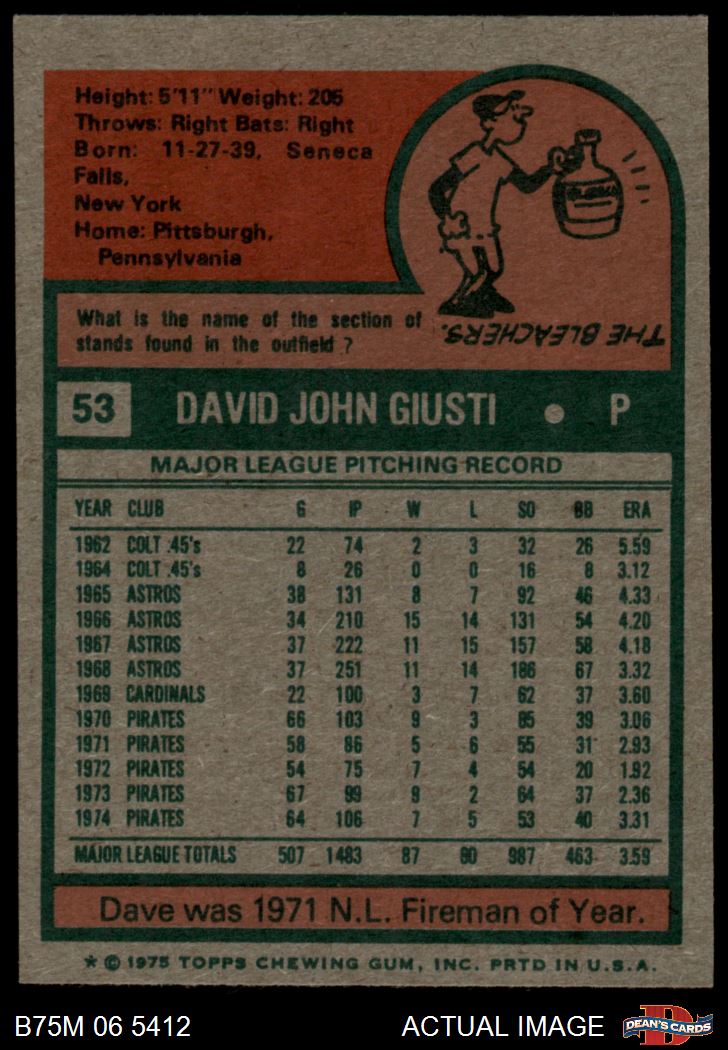 Height: 5'11" Weight: 205
Throws: Right Bats: Right
Born: 11-27-39, Seneca
Falls,
New York
Home: Pittsburgh,
Pennsylvania
What is the name of the section of
stands found in the outfield ?
THE BLEACHERS.
53 DAVID JOHN GIUSTI • P
MAJOR LEAGUE PITCHING RECORD
YEAR CLUB G IP W L SO BB ERA
1962 COLT .45's 22 74 2 3 32 26 5.59
1964 COLT .45's 8 26 0 0 16 8 3.12
1965 ASTROS 38 131 8 7 92 46 4.33
1966 ASTROS 34 210 15 14 131 54 4.20
1967 ASTROS 37 222 11 15 157 58 4.18
1968 ASTROS 37 251 11 14 186 67 3.32
1969 CARDINALS 22 100 3 7 62 37 3.60
1970 PIRATES 66 103 9 3 85 39 3.06
1971 PIRATES 58 86 5 6 55 31 2.93
1972 PIRATES 54 75 7 4 54 20 1.92
1973 PIRATES 67 99 9 2 64 37 2.36
1974 PIRATES 64 106 7 5 53 40 3.31
MAJOR LEAGUE TOTALS 507 1483 87 80 987 463 3.59
Dave was 1971 N.L. Fireman of Year.
* © 1975 TOPPS CHEWING GUM, INC. PRTD IN U.S.A.
B75M 06 5412 ACTUAL IMAGE
D
DEAN'S CARDS